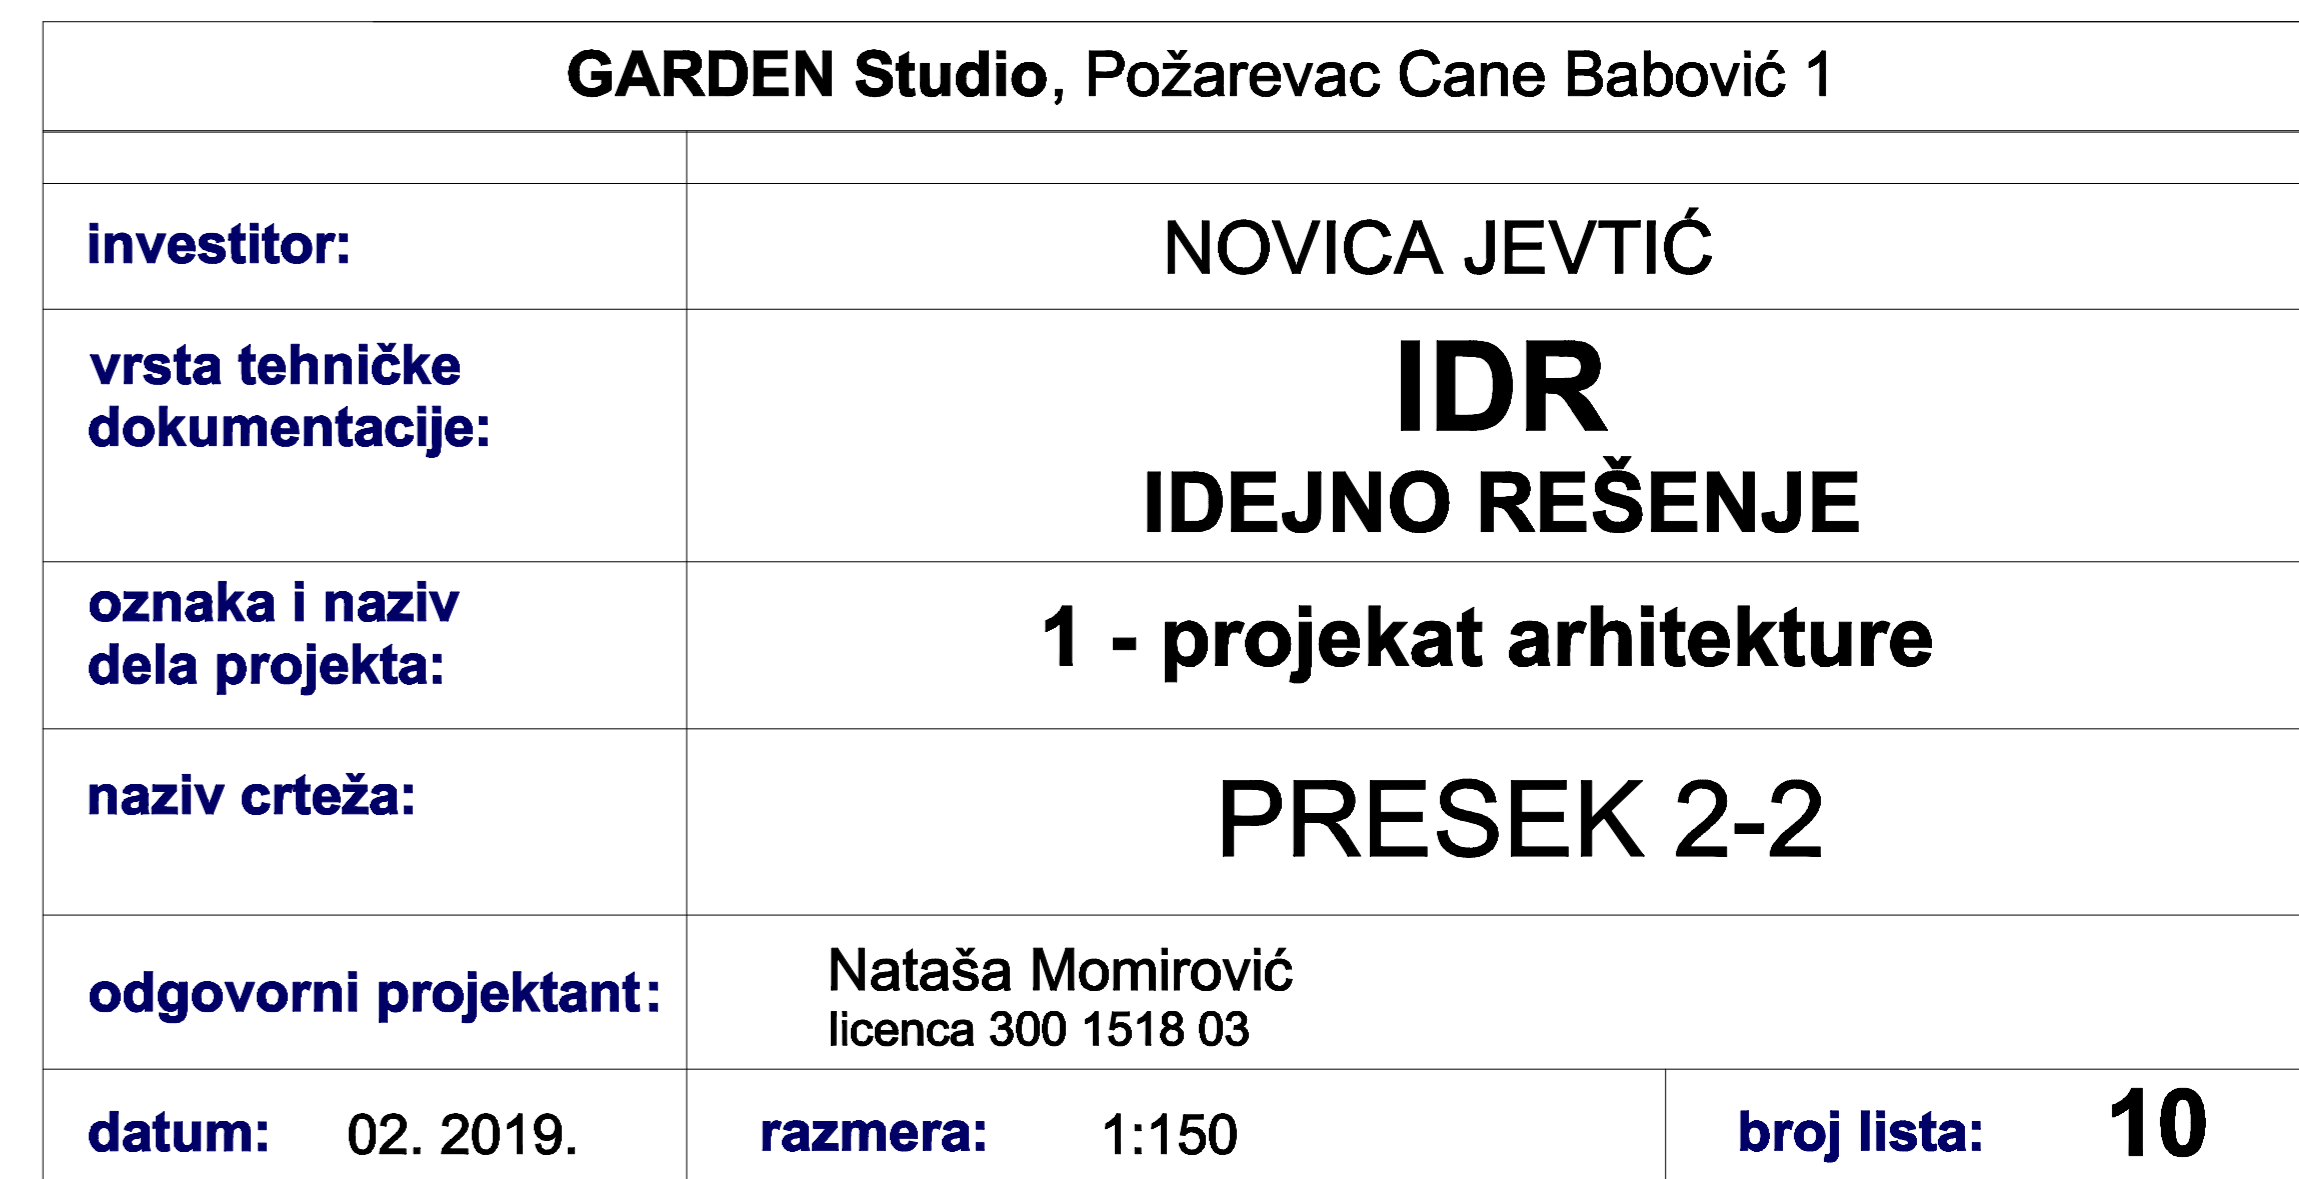 GARDEN Studio, Požarevac Cane Babović 1
investitor:
NOVICA JEVTIĆ
vrsta tehničke
dokumentacije:
IDR
IDEJNO REŠENJE
oznaka i naziv
dela projekta:
1 - projekat arhitekture
naziv crteža:
PRESEK 2-2
odgovorni projektant:
Nataša Momirović
licenca 300 1518 03
datum: 02. 2019. razmera: 1:150 broj lista: 10